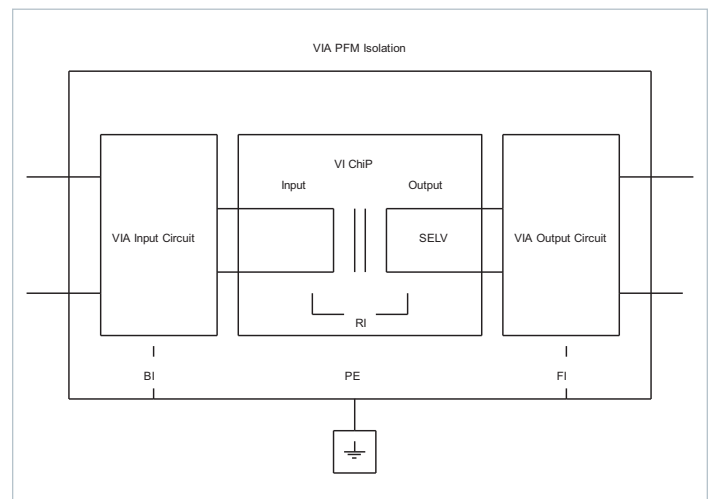 VIA PFM Isolation
VI ChiP
Input
Output
VIA Input Circuit
SELV
VIA Output Circuit
RI
BI
PE
FI